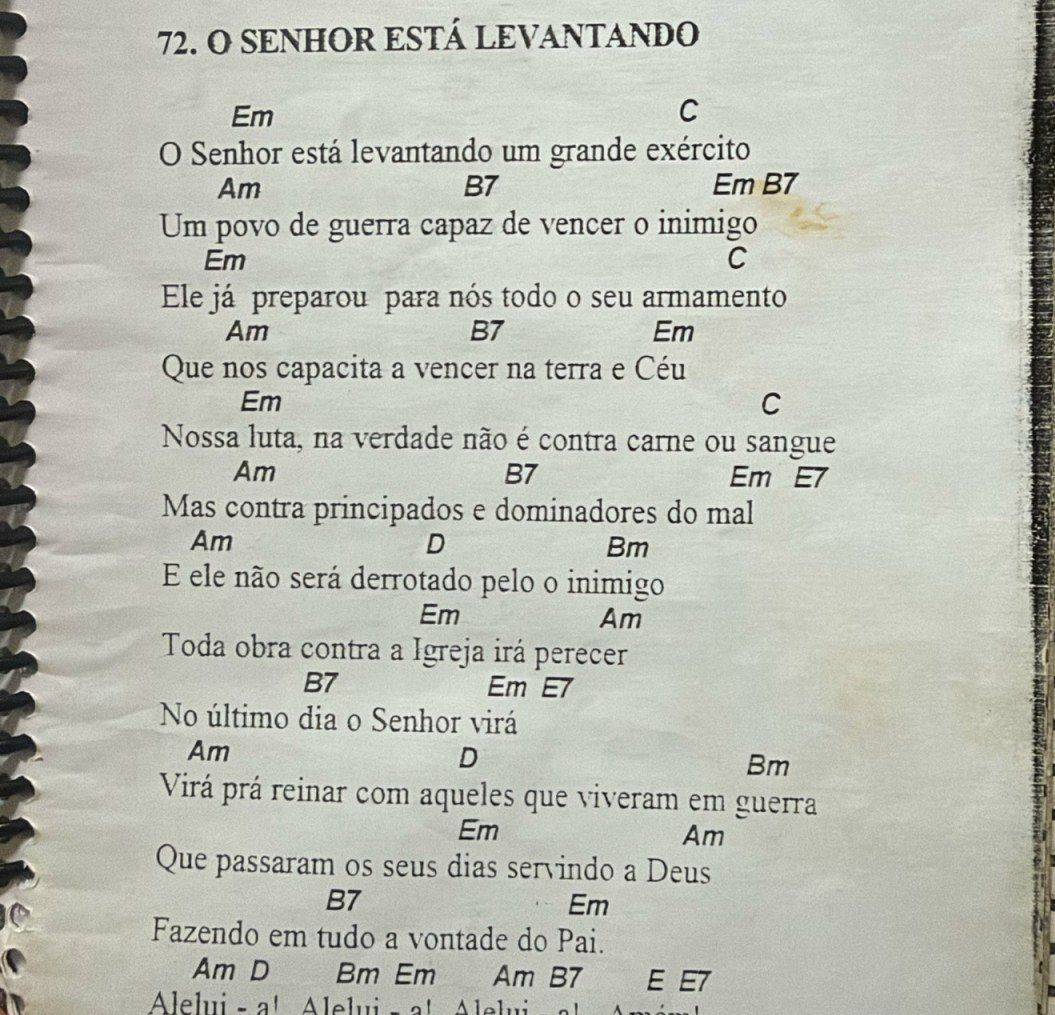 72. O SENHOR ESTÁ LEVANTANDO
Em C
O Senhor está levantando um grande exército
Am B7 Em B7
Um povo de guerra capaz de vencer o inimigo
Em C
Ele já preparou para nós todo o seu armamento
Am B7 Em
Que nos capacita a vencer na terra e Céu
Em C
Nossa luta, na verdade não é contra carne ou sangue
Am B7 Em E7
Mas contra principados e dominadores do mal
Am D Bm
E ele não será derrotado pelo o inimigo
Em Am
Toda obra contra a Igreja irá perecer
B7 Em E7
No último dia o Senhor virá
Am D Bm
Virá prá reinar com aqueles que viveram em guerra
Em Am
Que passaram os seus dias servindo a Deus
B7 Em
Fazendo em tudo a vontade do Pai.
Am D Bm Em Am B7 E E7
Alelui - a! Alelui - a! Alelui